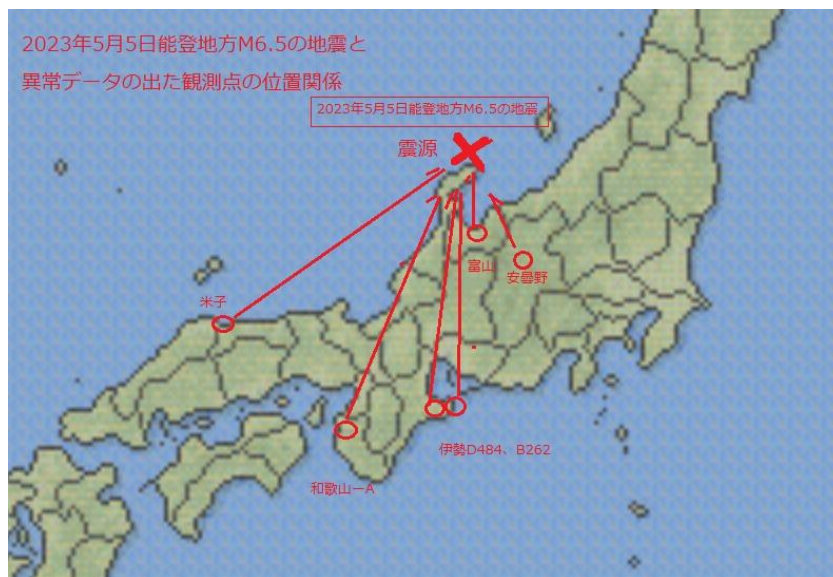 2023年5月5日能登地方M6.5の地震と
異常データの出た観測点の位置関係
2023年5月5日能登地方M6.5の地震
震源
富山
安曇野
米子
伊勢D484、B262
和歌山ーA